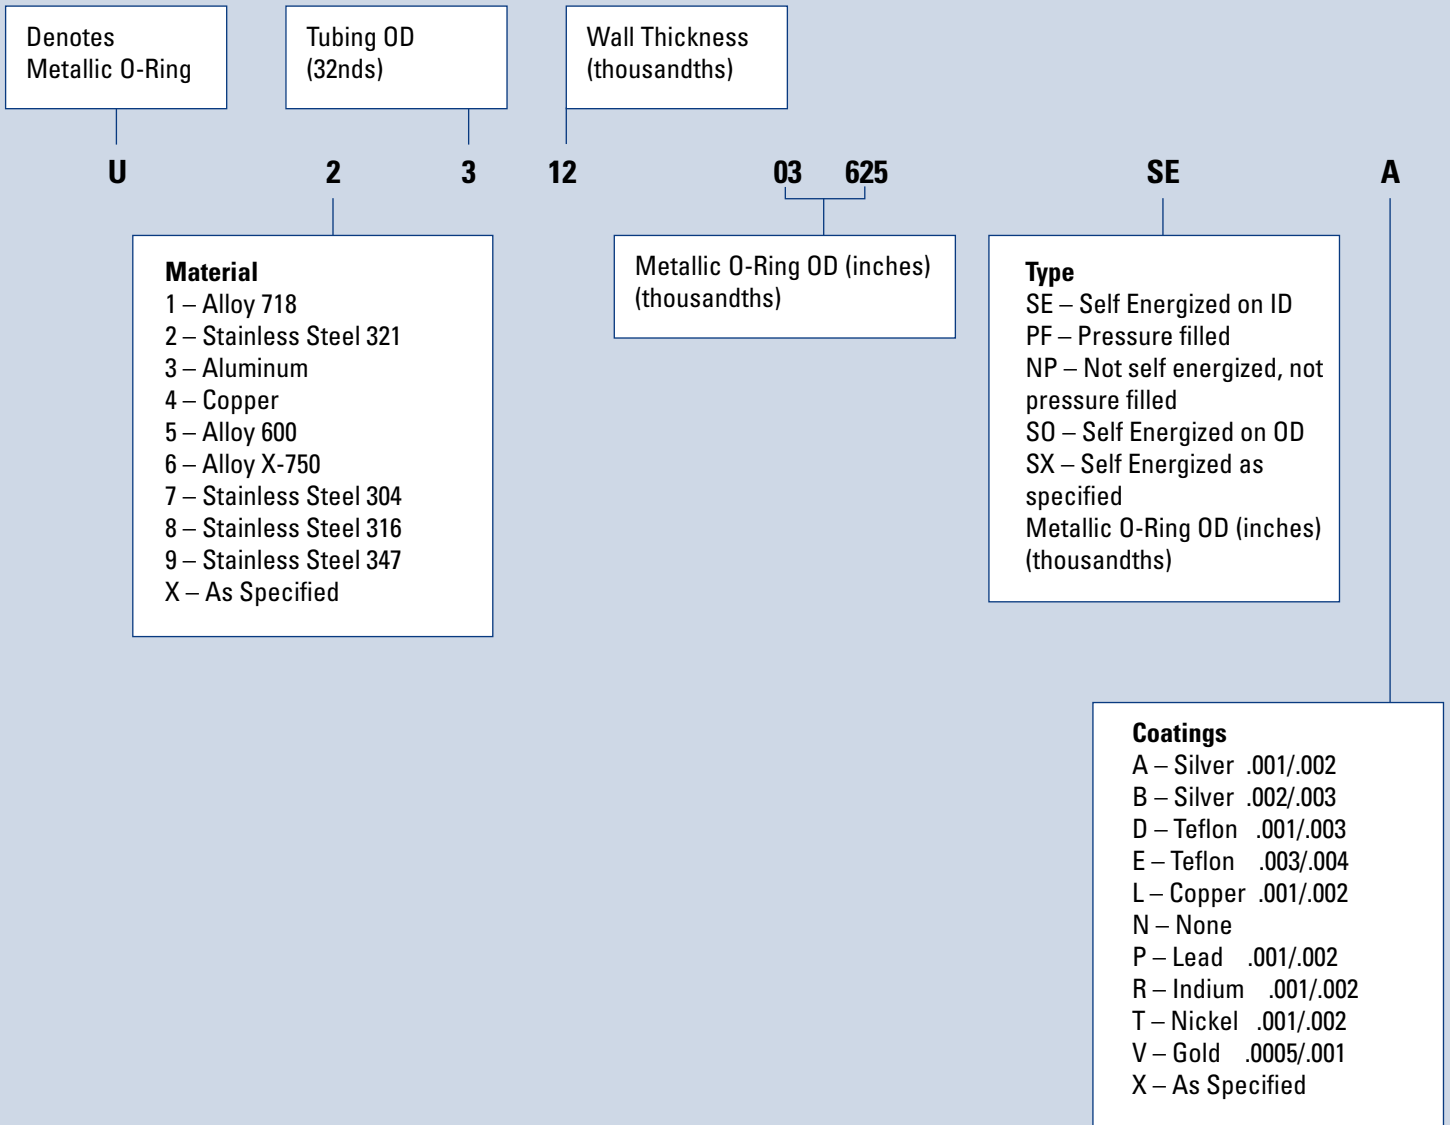 Denotes
Metallic O-Ring
Tubing OD
(32nds)
Wall Thickness
(thousandths)
U 2 3 12 03 625 SE A
Material
1 – Alloy 718
2 – Stainless Steel 321
3 – Aluminum
4 – Copper
5 – Alloy 600
6 – Alloy X-750
7 – Stainless Steel 304
8 – Stainless Steel 316
9 – Stainless Steel 347
X – As Specified
Metallic O-Ring OD (inches)
(thousandths)
Type
SE – Self Energized on ID
PF – Pressure filled
NP – Not self energized, not
pressure filled
SO – Self Energized on OD
SX – Self Energized as
specified
Metallic O-Ring OD (inches)
(thousandths)
Coatings
A – Silver .001/.002
B – Silver .002/.003
D – Teflon .001/.003
E – Teflon .003/.004
L – Copper .001/.002
N – None
P – Lead .001/.002
R – Indium .001/.002
T – Nickel .001/.002
V – Gold .0005/.001
X – As Specified